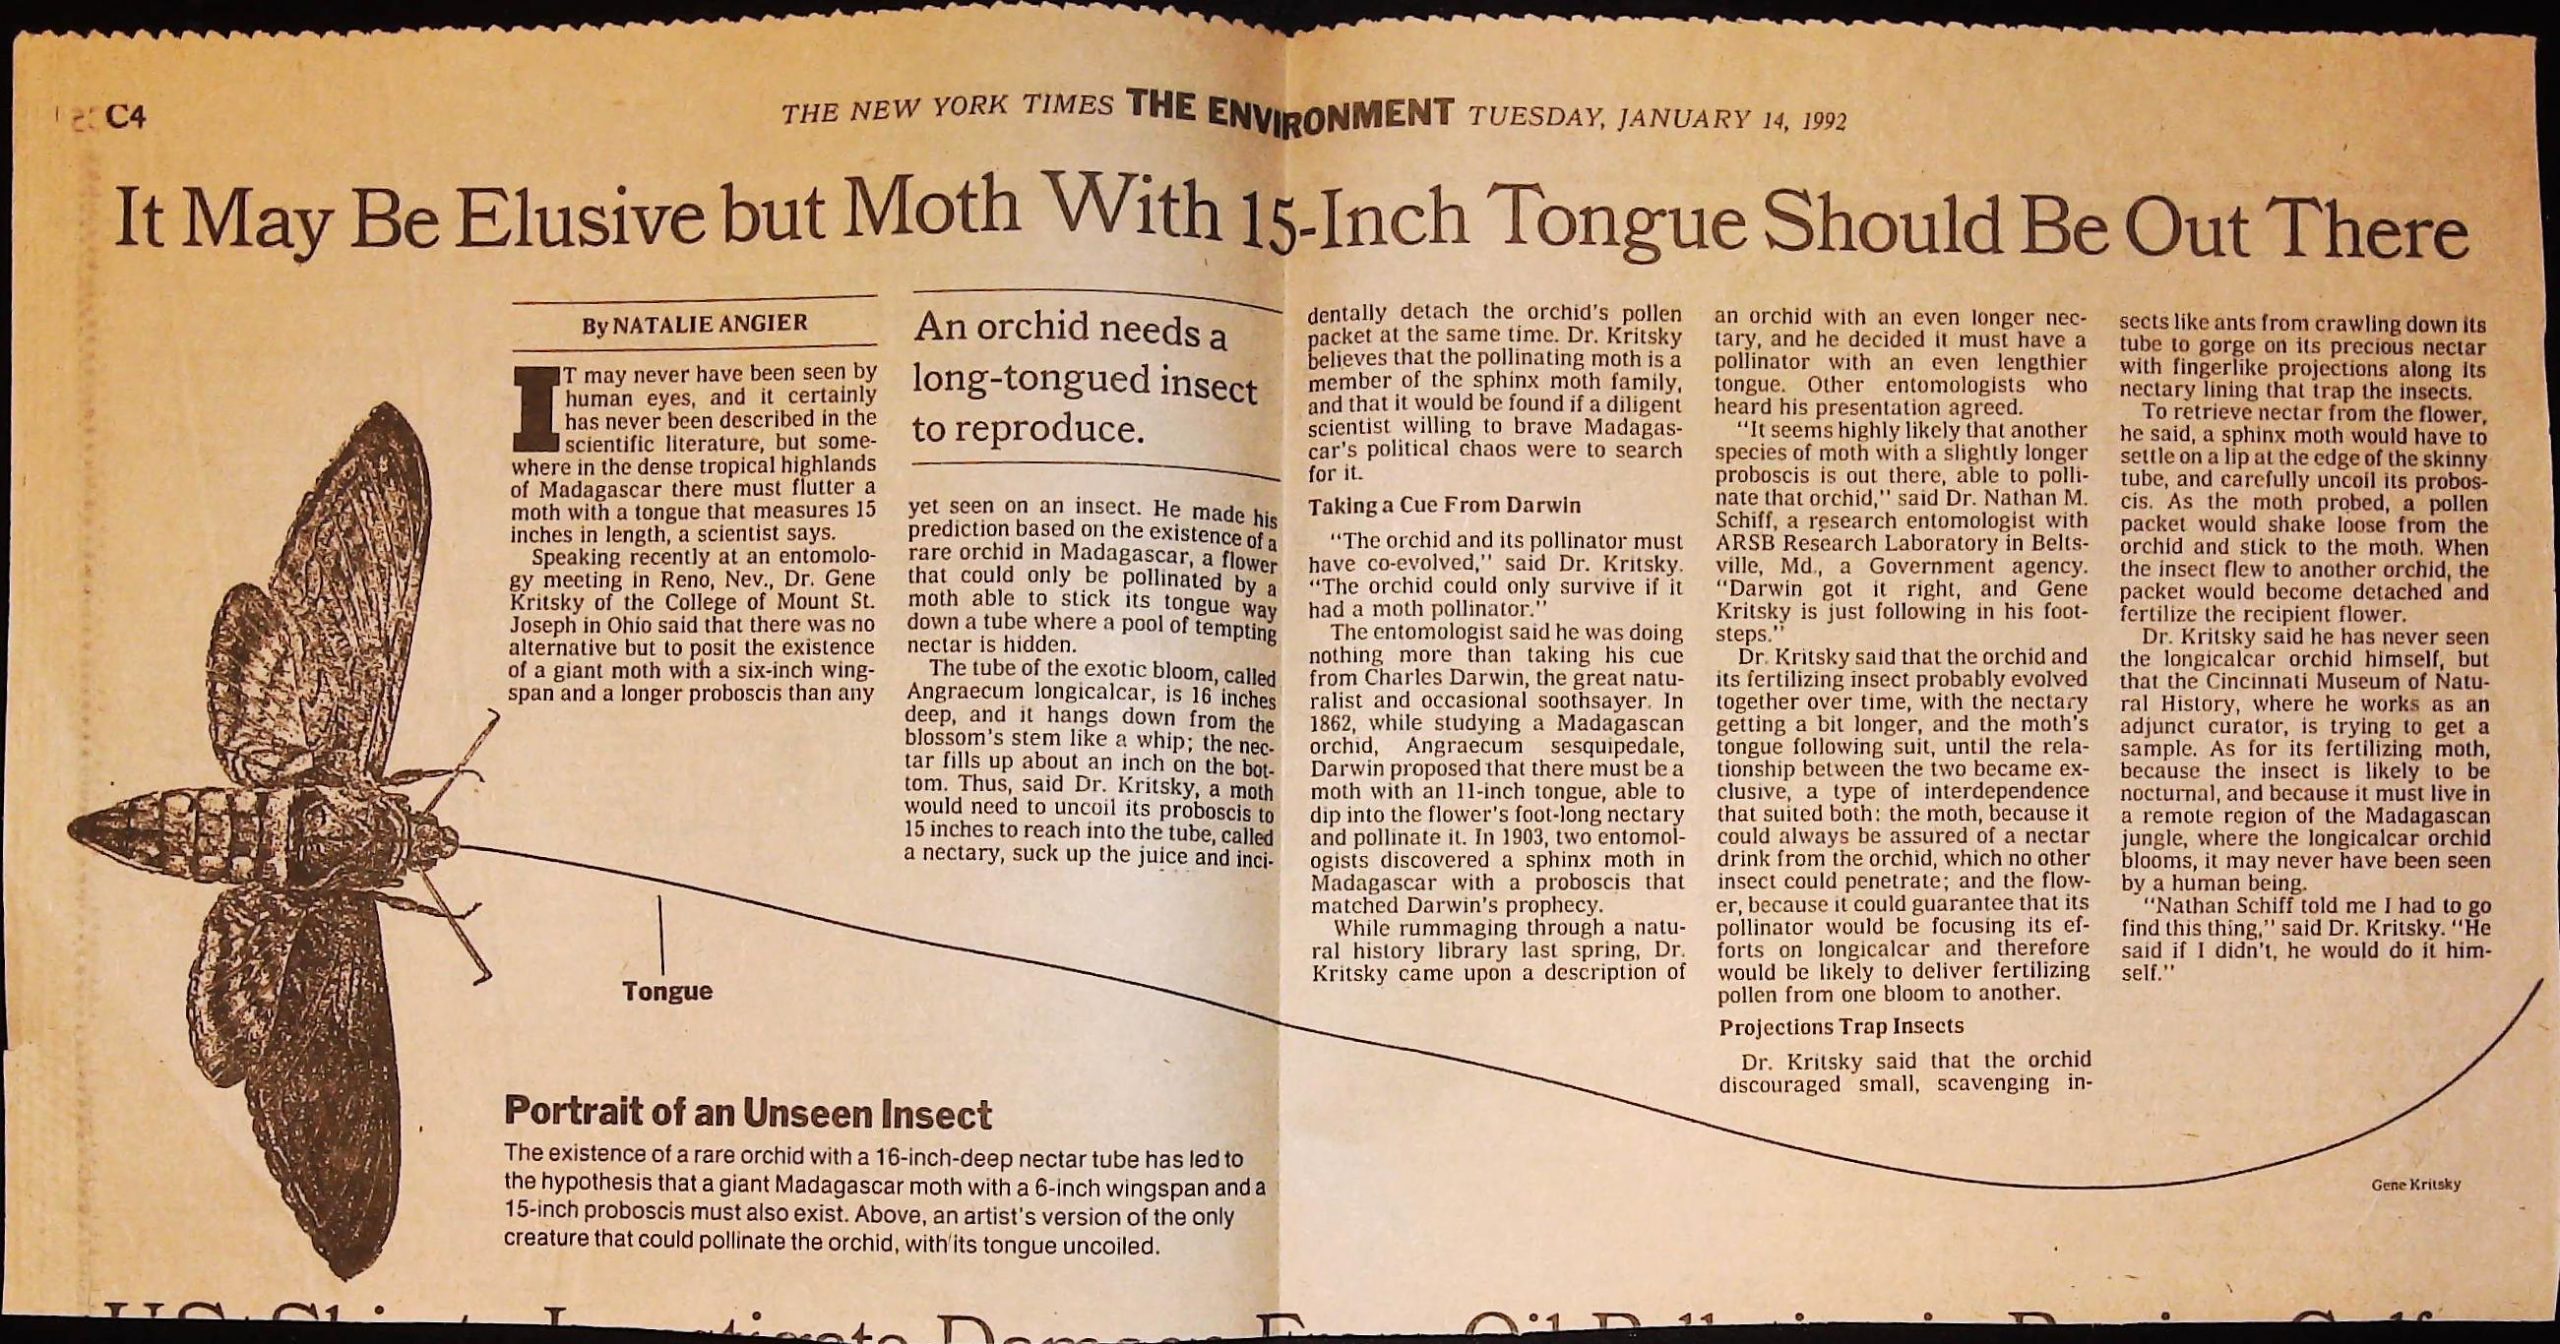 C4
THE NEW YORK TIMES THE ENVIRONMENT TUESDAY, JANUARY 14, 1992
It May Be Elusive but Moth With 15-Inch Tongue Should Be Out There
By NATALIE ANGIER
IT may never have been seen by
human eyes, and it certainly
has never been described in the
scientific literature, but some-
where in the dense tropical highlands
of Madagascar there must flutter a
moth with a tongue that measures 15
inches in length, a scientist says.
Speaking recently at an entomolo-
gy meeting in Reno, Nev., Dr. Gene
Kritsky of the College of Mount St.
Joseph in Ohio said that there was no
alternative but to posit the existence
of a giant moth with a six-inch wing-
span and a longer proboscis than any
An orchid needs a
long-tongued insect
to reproduce.
yet seen on an insect. He made his
prediction based on the existence of a
rare orchid in Madagascar, a flower
that could only be pollinated by a
moth able to stick its tongue way
down a tube where a pool of tempting
nectar is hidden.
The tube of the exotic bloom, called
Angraecum longicalcar, is 16 inches
deep, and it hangs down from the
blossom's stem like a whip; the nec-
tar fills up about an inch on the bot-
tom. Thus, said Dr. Kritsky, a moth
would need to uncoil its proboscis to
15 inches to reach into the tube, called
a nectary, suck up the juice and inci-
dentally detach the orchid's pollen
packet at the same time. Dr. Kritsky
believes that the pollinating moth is a
member of the sphinx moth family,
and that it would be found if a diligent
scientist willing to brave Madagas-
car's political chaos were to search
for it.
Taking a Cue From Darwin
"The orchid and its pollinator must
have co-evolved," said Dr. Kritsky.
"The orchid could only survive if it
had a moth pollinator."
The entomologist said he was doing
nothing more than taking his cue
from Charles Darwin, the great natu-
ralist and occasional soothsayer. In
1862, while studying a Madagascan
orchid, Angraecum sesquipedale,
Darwin proposed that there must be a
moth with an 11-inch tongue, able to
dip into the flower's foot-long nectary
and pollinate it. In 1903, two entomol-
ogists discovered a sphinx moth in
Madagascar with a proboscis that
matched Darwin's prophecy.
While rummaging through a natu-
ral history library last spring, Dr.
Kritsky came upon a description of
an orchid with an even longer nec-
tary, and he decided it must have a
pollinator with an even lengthier
tongue. Other entomologists who
heard his presentation agreed.
"It seems highly likely that another
species of moth with a slightly longer
proboscis is out there, able to polli-
nate that orchid," said Dr. Nathan M.
Schiff, a research entomologist with
ARSB Research Laboratory in Belts-
ville, Md., a Government agency.
"Darwin got it right, and Gene
Kritsky is just following in his foot-
steps."
Dr. Kritsky said that the orchid and
its fertilizing insect probably evolved
together over time, with the nectary
getting a bit longer, and the moth's
tongue following suit, until the rela-
tionship between the two became ex-
clusive, a type of interdependence
that suited both: the moth, because it
could always be assured of a nectar
drink from the orchid, which no other
insect could penetrate; and the flow-
er, because it could guarantee that its
pollinator would be focusing its ef-
forts on longicalcar and therefore
would be likely to deliver fertilizing
pollen from one bloom to another.
Projections Trap Insects
Dr. Kritsky said that the orchid
discouraged small, scavenging in-
sects like ants from crawling down its
tube to gorge on its precious nectar
with fingerlike projections along its
nectary lining that trap the insects.
To retrieve nectar from the flower,
he said, a sphinx moth would have to
settle on a lip at the edge of the skinny
tube, and carefully uncoil its probos-
cis. As the moth probed, a pollen
packet would shake loose from the
orchid and stick to the moth. When
the insect flew to another orchid, the
packet would become detached and
fertilize the recipient flower.
Dr. Kritsky said he has never seen
the longicalcar orchid himself, but
that the Cincinnati Museum of Natu-
ral History, where he works as an
adjunct curator, is trying to get a
sample. As for its fertilizing moth,
because the insect is likely to be
nocturnal, and because it must live in
a remote region of the Madagascan
jungle, where the longicalcar orchid
blooms, it may never have been seen
by a human being.
"Nathan Schiff told me I had to go
find this thing," said Dr. Kritsky. "He
said if I didn't, he would do it him-
self."
Tongue
Portrait of an Unseen Insect
The existence of a rare orchid with a 16-inch-deep nectar tube has led to
the hypothesis that a giant Madagascar moth with a 6-inch wingspan and a
15-inch proboscis must also exist. Above, an artist's version of the only
creature that could pollinate the orchid, with its tongue uncoiled.
Gene Kritsky